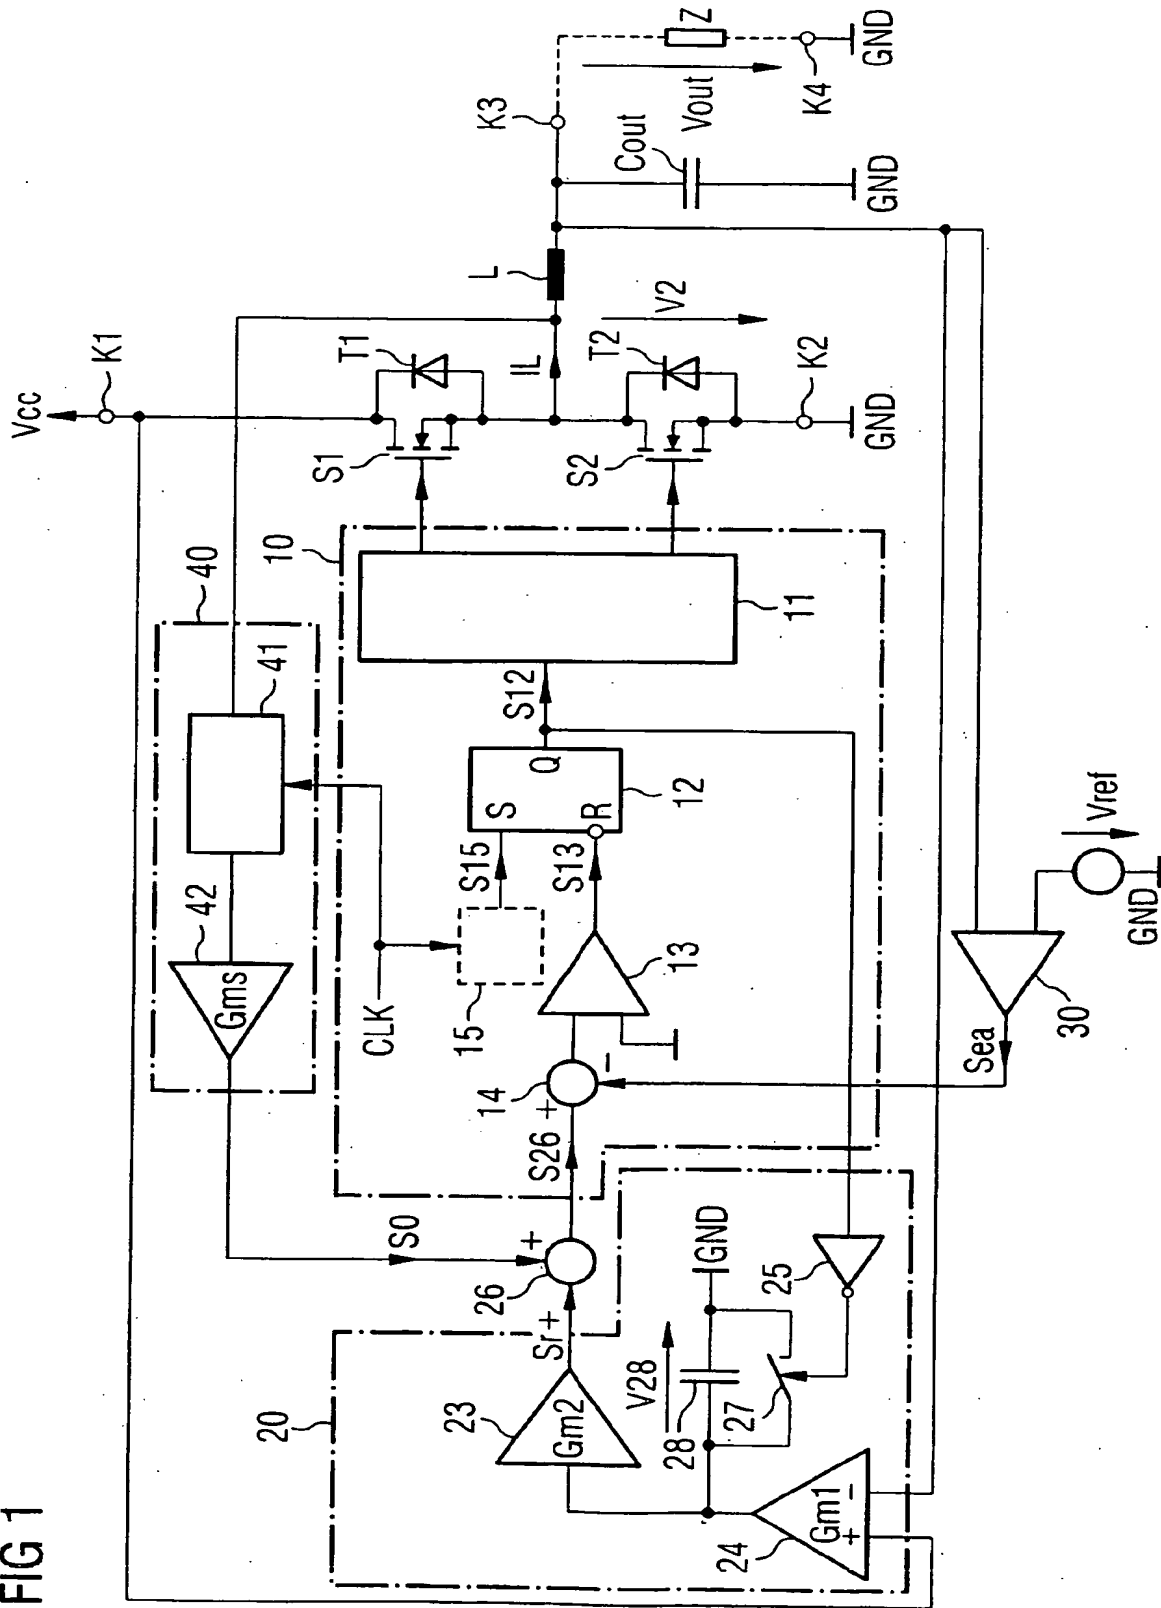 FIG 1
Vcc
K1
40
41
42
Gms
T1
S1
IL
L
V2
T2
S2
K2
GND
K3
Z
Vout
K4
GND
Cout
GND
10
11
S12
Q
S
R
12
S15
S13
CLK
15
13
14
+
-
S26
S0
+
26
Sr+
20
23
Gm2
V28
28
GND
27
25
24
Gm1
+
-
Sea
30
Vref
GND